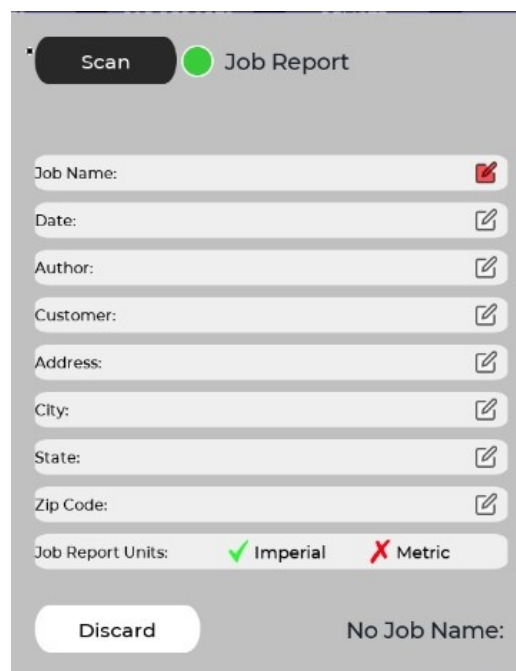 Scan Job Report
Job Name:
Date:
Author:
Customer:
Address:
City:
State:
Zip Code:
Job Report Units: Imperial Metric
Discard No Job Name: